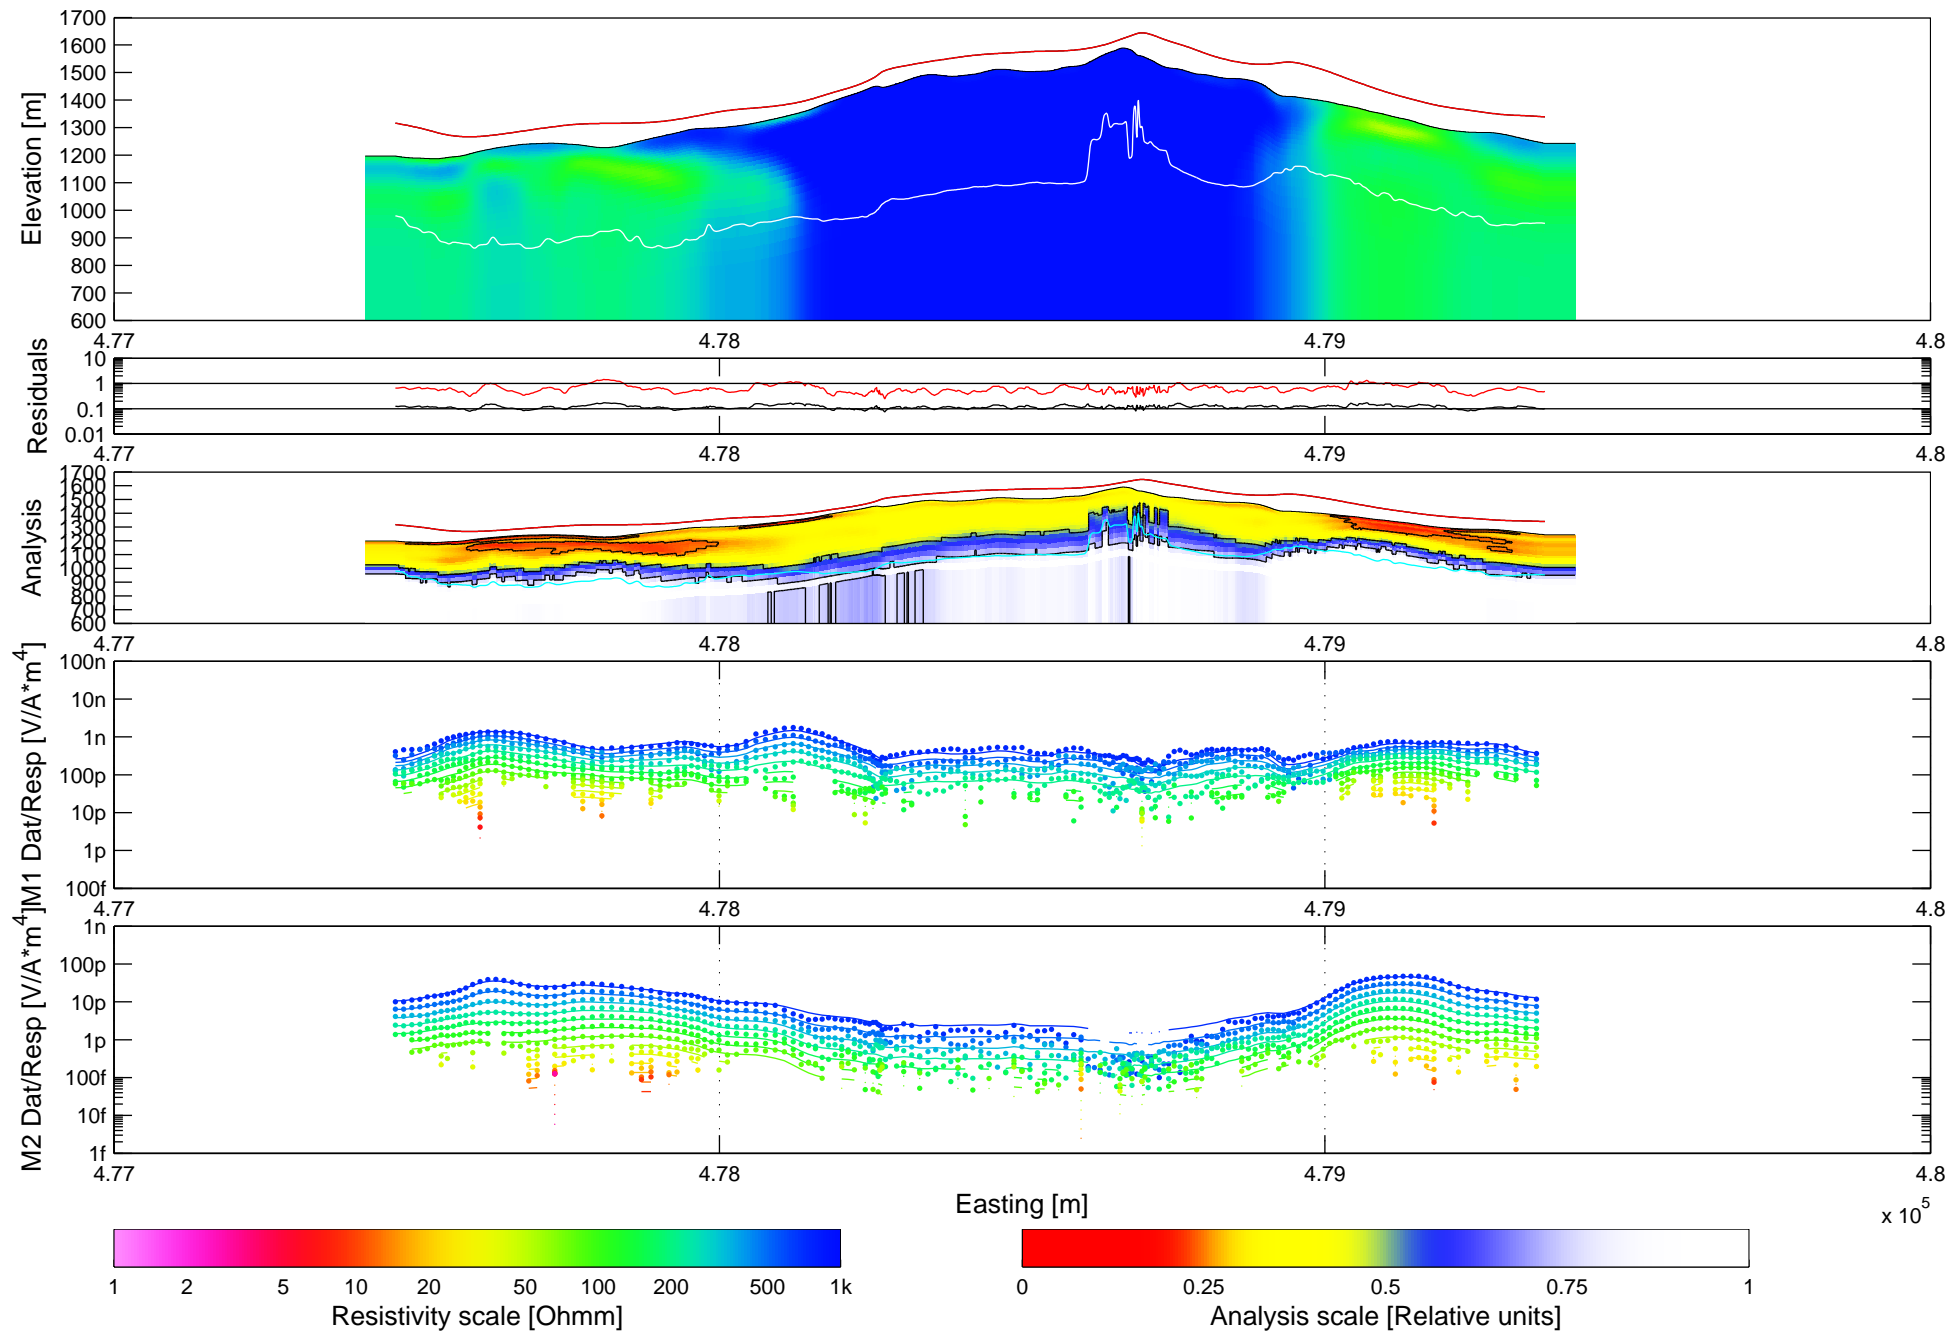 1700
1600
1500
1400
1300
1200
1100
1000
900
800
700
600
Elevation [m]
4.77 4.78 4.79 4.8
10
1
0.1
0.01
Residuals
4.77 4.78 4.79 4.8
1700
1600
1500
1400
1300
1200
1100
1000
900
800
700
600
Analysis
4.77 4.78 4.79 4.8
100n
10n
1n
100p
10p
1p
100f
M1 Dat/Resp [V/A*m^4]
4.77 4.78 4.79 4.8
1n
100p
10p
1p
100f
10f
1f
M2 Dat/Resp [V/A*m^4]
4.77 4.78 4.79 4.8
Easting [m]
x 10^5
1 2 5 10 20 50 100 200 500 1k
Resistivity scale [Ohmm]
0 0.25 0.5 0.75 1
Analysis scale [Relative units]